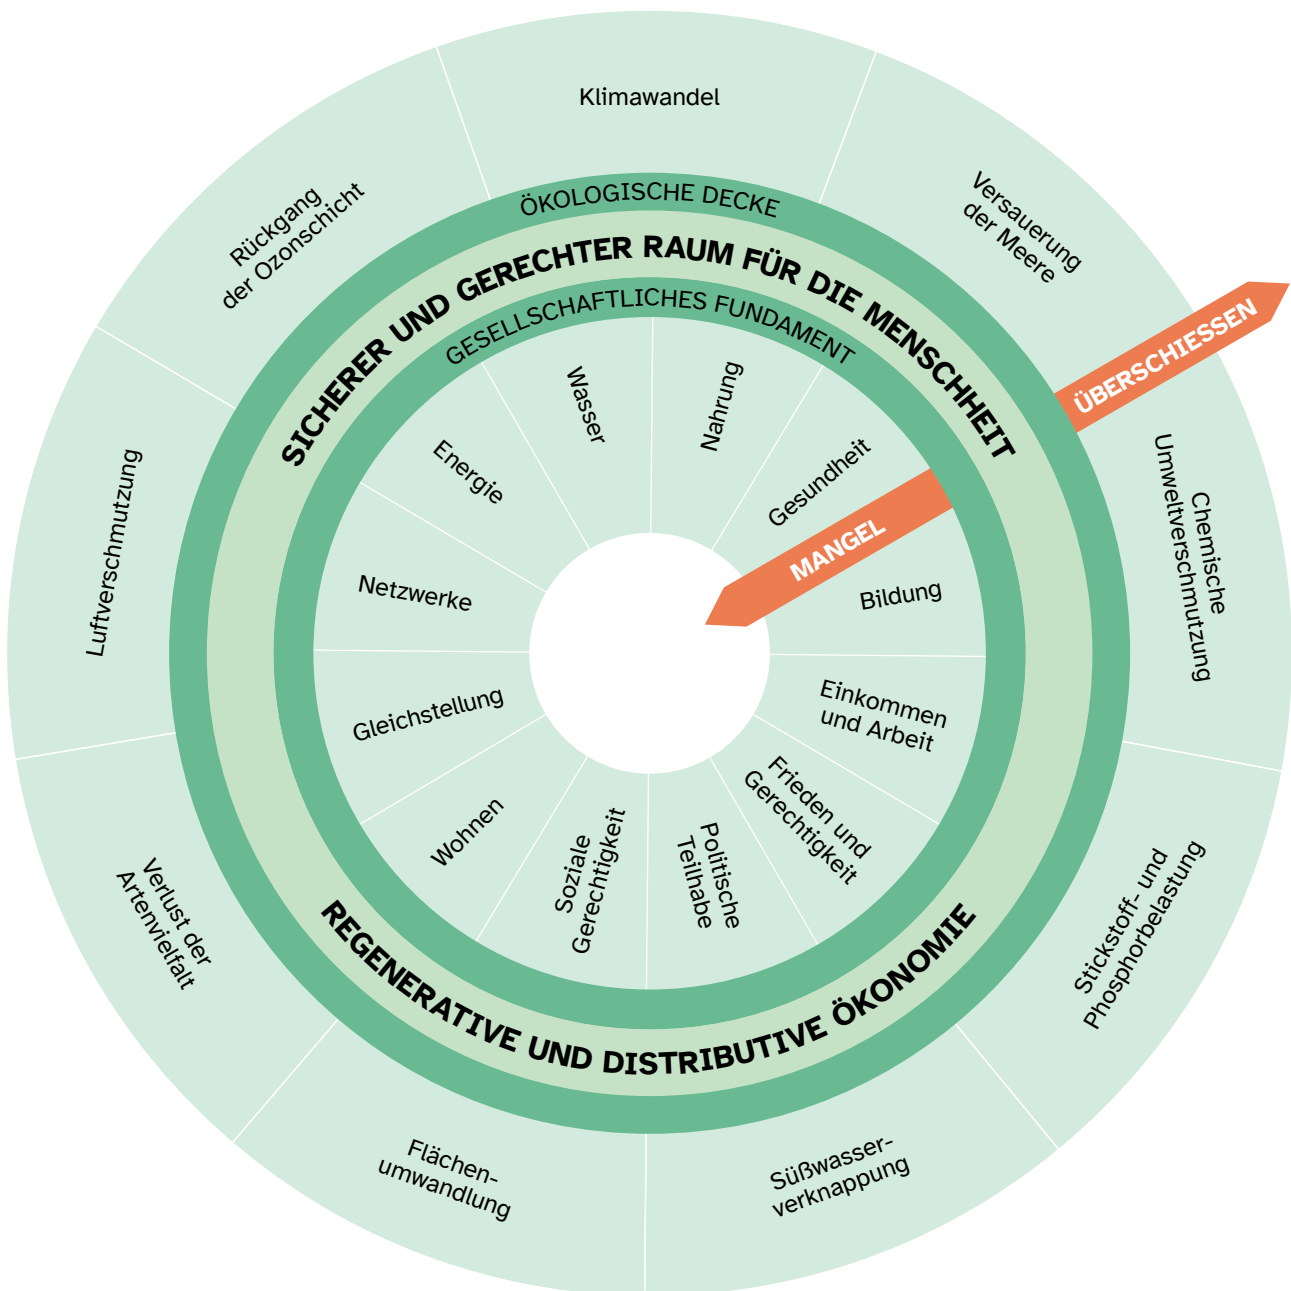 Klimawandel
Versauerung
der Meere
ÜBERSCHIESSEN
Chemische
Umweltverschmutzung
Stickstoff- und
Phosphorbelastung
Süßwasser-
verknappung
Flächen-
umwandlung
Verlust der
Artenvielfalt
Luftverschmutzung
Rückgang
der Ozonschicht
ÖKOLOGISCHE DECKE
SICHERER UND GERECHTER RAUM FÜR DIE MENSCHHEIT
GESELLSCHAFTLICHES FUNDAMENT
Wasser
Nahrung
Gesundheit
MANGEL
Bildung
Einkommen
und Arbeit
Frieden und
Gerechtigkeit
Politische
Teilhabe
Soziale
Gerechtigkeit
Wohnen
Gleichstellung
Netzwerke
Energie
REGENERATIVE UND DISTRIBUTIVE ÖKONOMIE